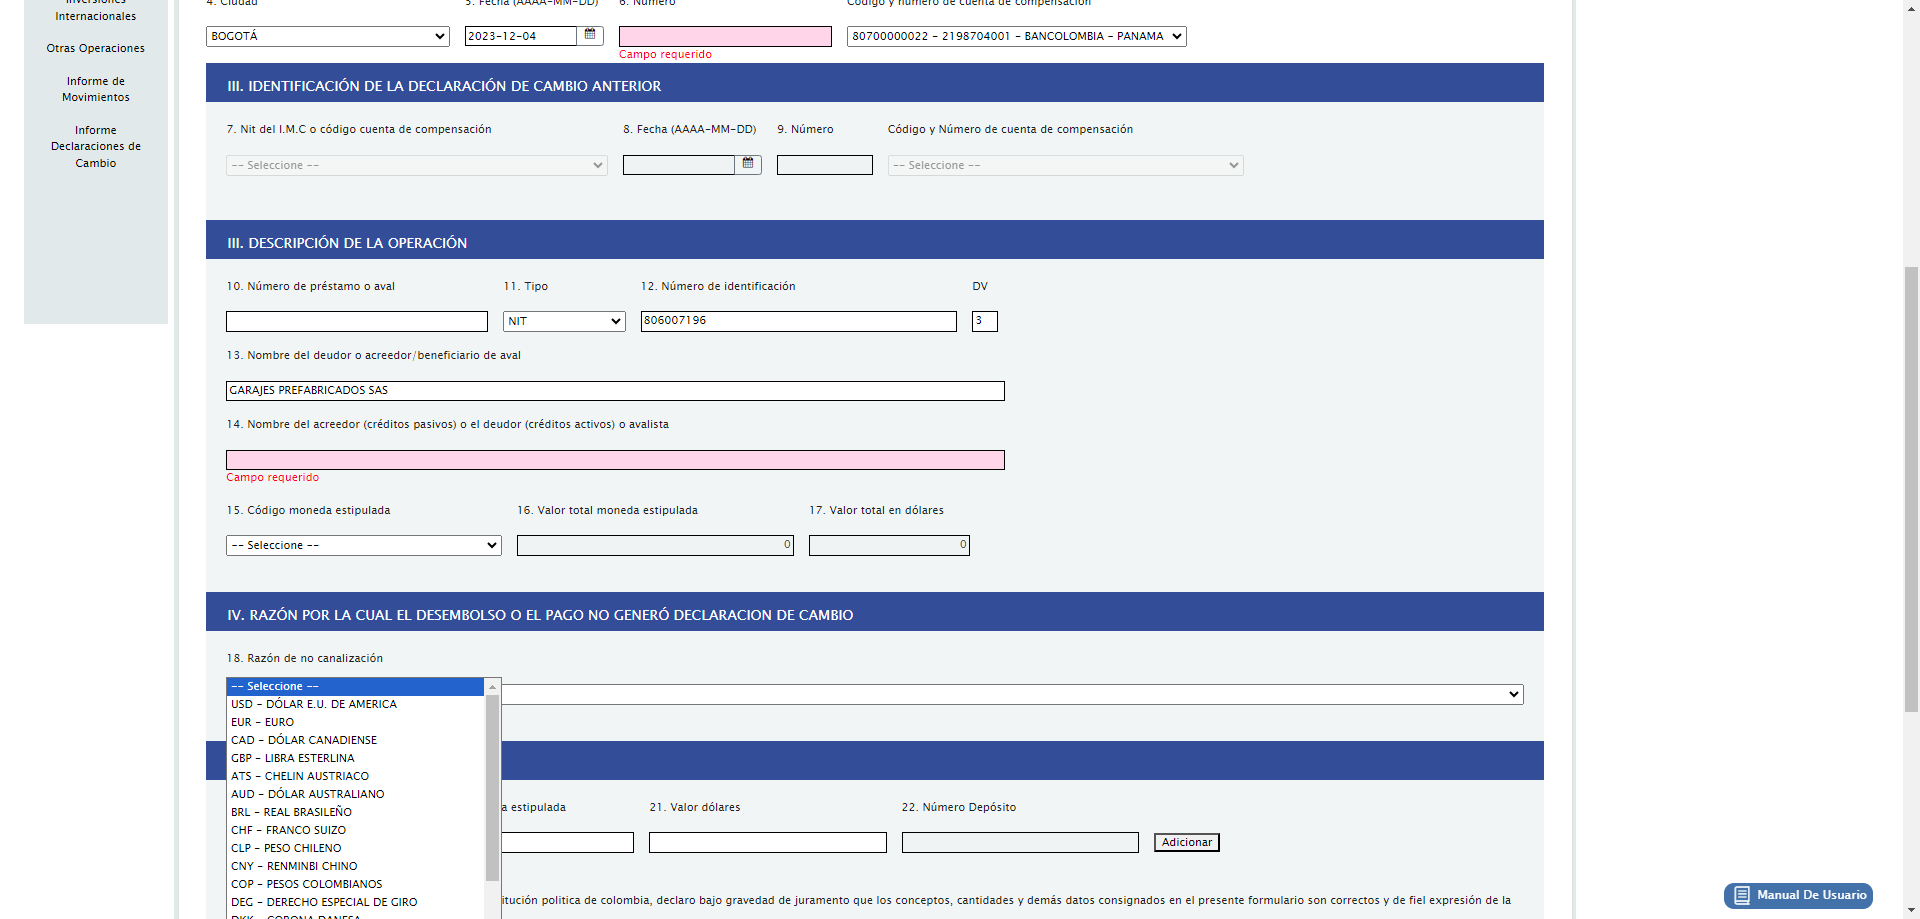 Inversiones
Internacionales
Otras Operaciones
Informe de
Movimientos
Informe
Declaraciones de
Cambio
4. Ciudad
5. Fecha (AAAA-MM-DD)
6. Número
Código y número de cuenta de compensación
BOGOTÁ
2023-12-04
80700000022 - 2198704001 - BANCOLOMBIA - PANAMA
Campo requerido
III. IDENTIFICACIÓN DE LA DECLARACIÓN DE CAMBIO ANTERIOR
7. Nit del I.M.C o código cuenta de compensación
8. Fecha (AAAA-MM-DD)
9. Número
Código y Número de cuenta de compensación
-- Seleccione --
-- Seleccione --
III. DESCRIPCIÓN DE LA OPERACIÓN
10. Número de préstamo o aval
11. Tipo
12. Número de identificación
DV
NIT
806007196
3
13. Nombre del deudor o acreedor/beneficiario de aval
GARAJES PREFABRICADOS SAS
14. Nombre del acreedor (créditos pasivos) o el deudor (créditos activos) o avalista
Campo requerido
15. Código moneda estipulada
16. Valor total moneda estipulada
17. Valor total en dólares
-- Seleccione --
0
0
IV. RAZÓN POR LA CUAL EL DESEMBOLSO O EL PAGO NO GENERÓ DECLARACION DE CAMBIO
18. Razón de no canalización
-- Seleccione --
USD - DÓLAR E.U. DE AMERICA
EUR - EURO
CAD - DÓLAR CANADIENSE
GBP - LIBRA ESTERLINA
ATS - CHELIN AUSTRIACO
AUD - DÓLAR AUSTRALIANO
BRL - REAL BRASILEÑO
CHF - FRANCO SUIZO
CLP - PESO CHILENO
CNY - RENMINBI CHINO
COP - PESOS COLOMBIANOS
DEG - DERECHO ESPECIAL DE GIRO
DKK - CORONA DANESA
a estipulada
21. Valor dólares
22. Número Depósito
Adicionar
itución politica de colombia, declaro bajo gravedad de juramento que los conceptos, cantidades y demás datos consignados en el presente formulario son correctos y de fiel expresión de la
Manual De Usuario